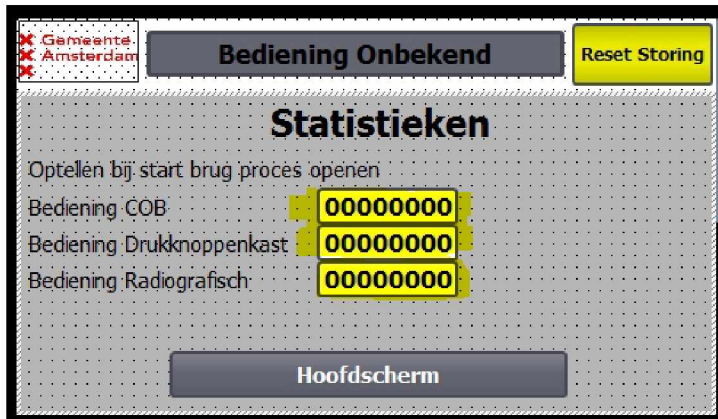 Gemeente
Amsterdam
Bediening Onbekend
Reset Storing
Statistieken
Optellen bij start brug proces openen
Bediening COB 00000000
Bediening Drukknoppenkast 00000000
Bediening Radiografisch 00000000
Hoofdscherm